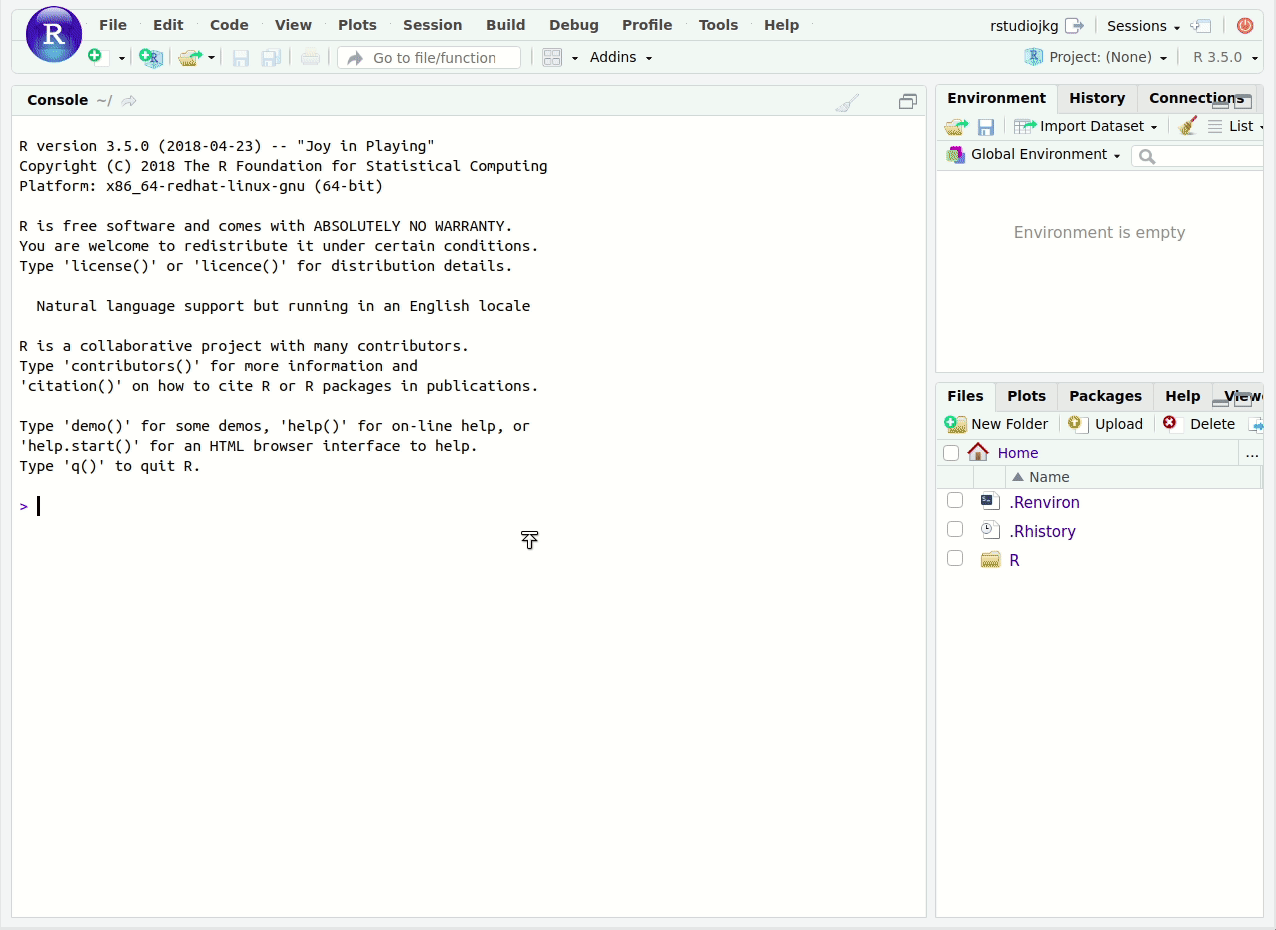 R File Edit Code View Plots Session Build Debug Profile Tools Help rstudiojkg Sessions
Go to file/function Addins Project: (None) R 3.5.0
Console ~/
R version 3.5.0 (2018-04-23) -- "Joy in Playing"
Copyright (C) 2018 The R Foundation for Statistical Computing
Platform: x86_64-redhat-linux-gnu (64-bit)
R is free software and comes with ABSOLUTELY NO WARRANTY.
You are welcome to redistribute it under certain conditions.
Type 'license()' or 'licence()' for distribution details.
Natural language support but running in an English locale
R is a collaborative project with many contributors.
Type 'contributors()' for more information and
'citation()' on how to cite R or R packages in publications.
Type 'demo()' for some demos, 'help()' for on-line help, or
'help.start()' for an HTML browser interface to help.
Type 'q()' to quit R.
>
Environment History Connections
Import Dataset List
Global Environment
Environment is empty
Files Plots Packages Help
New Folder Upload Delete
Home ...
Name
.Renviron
.Rhistory
R